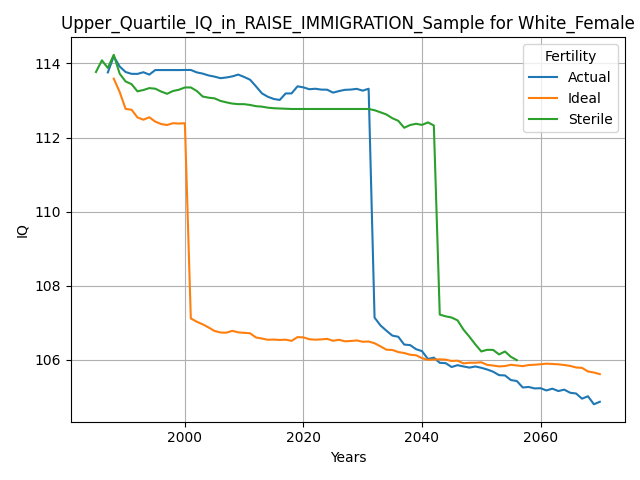 Upper_Quartile_IQ_in_RAISE_IMMIGRATION_Sample for White_Female
Fertility
Actual
Ideal
Sterile
114
112
110
108
106
IQ
2000
2020
2040
2060
Years